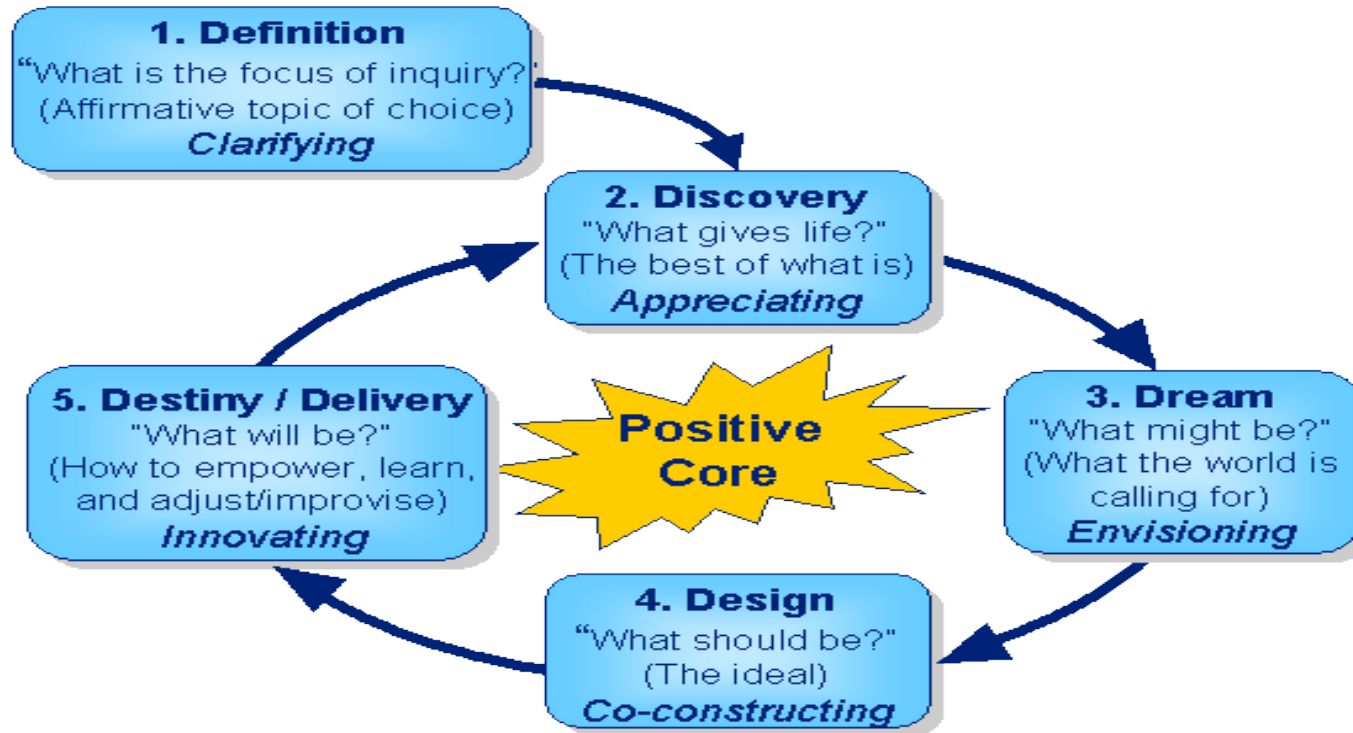 1. Definition
“What is the focus of inquiry?"
(Affirmative topic of choice)
Clarifying
2. Discovery
"What gives life?"
(The best of what is)
Appreciating
3. Dream
"What might be?"
(What the world is
calling for)
Envisioning
4. Design
“What should be?"
(The ideal)
Co-constructing
5. Destiny / Delivery
"What will be?"
(How to empower, learn,
and adjust/improvise)
Innovating
Positive
Core